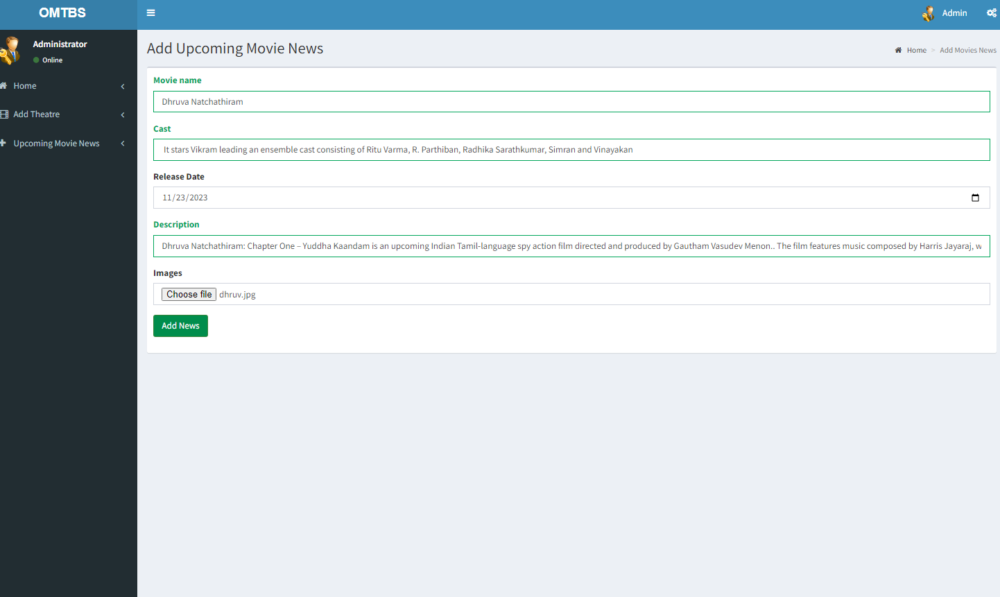 OMTBS
Admin
Administrator
Online
Home
Add Theatre
Upcoming Movie News
Add Upcoming Movie News
Home > Add Movies News
Movie name
Dhruva Natchathiram
Cast
It stars Vikram leading an ensemble cast consisting of Ritu Varma, R. Parthiban, Radhika Sarathkumar, Simran and Vinayakan
Release Date
11/23/2023
Description
Dhruva Natchathiram: Chapter One – Yuddha Kaandam is an upcoming Indian Tamil-language spy action film directed and produced by Gautham Vasudev Menon.. The film features music composed by Harris Jayaraj, w
Images
Choose file dhruv.jpg
Add News